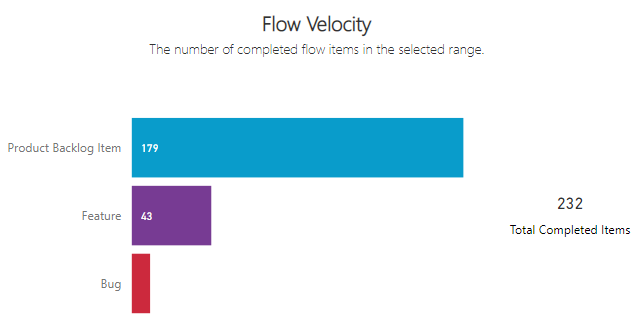 Flow Velocity
The number of completed flow items in the selected range.
Product Backlog Item
179
Feature
43
232
Total Completed Items
Bug